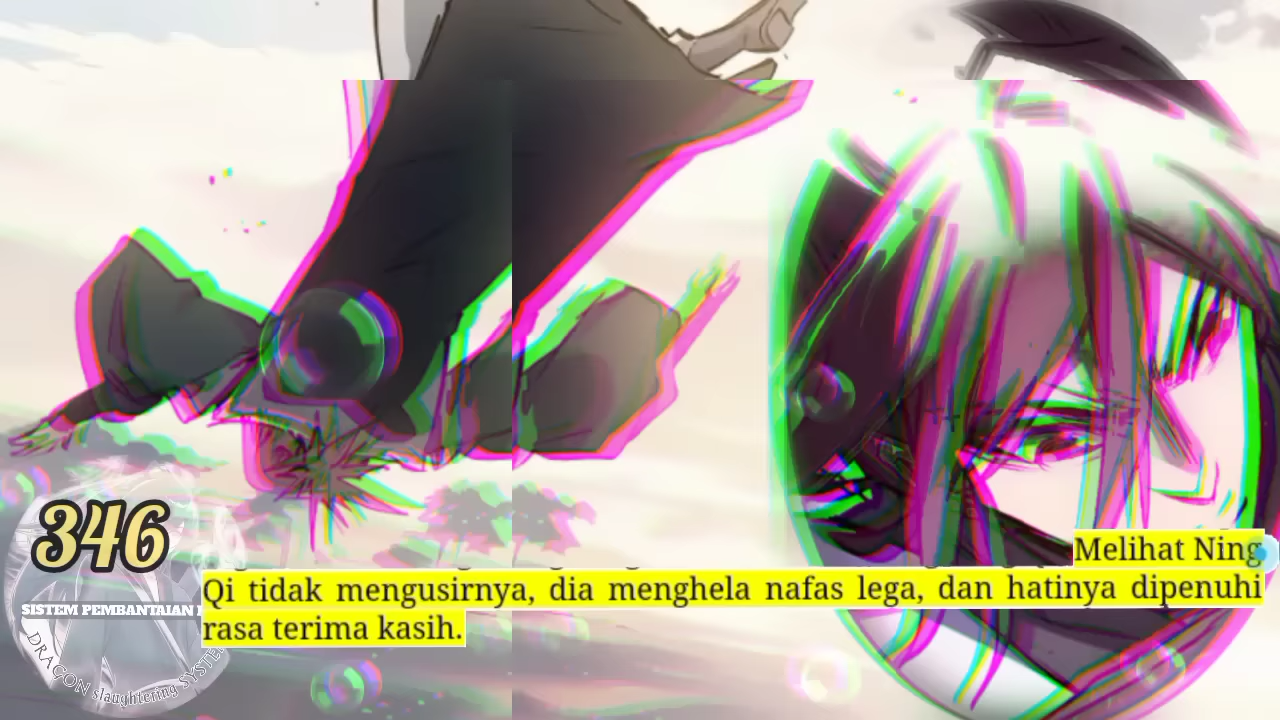 346
SISTEM PEMBANTAIAN
DRAGON slaughtering SYSTEM
Melihat Ning
Qi tidak mengusirnya, dia menghela nafas lega, dan hatinya dipenuhi
rasa terima kasih.